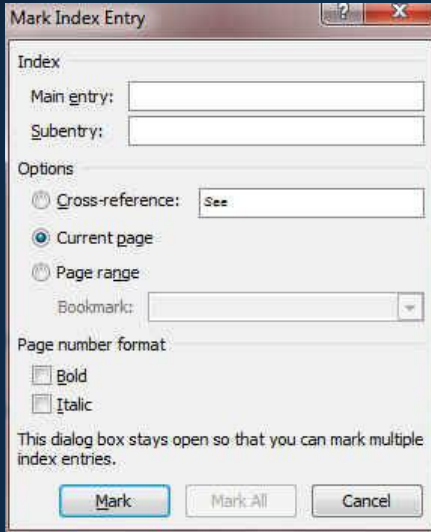 Mark Index Entry
Index
Main entry:
Subentry:
Options
Cross-reference: See
Current page
Page range
Bookmark:
Page number format
Bold
Italic
This dialog box stays open so that you can mark multiple
index entries.
Mark Mark All Cancel